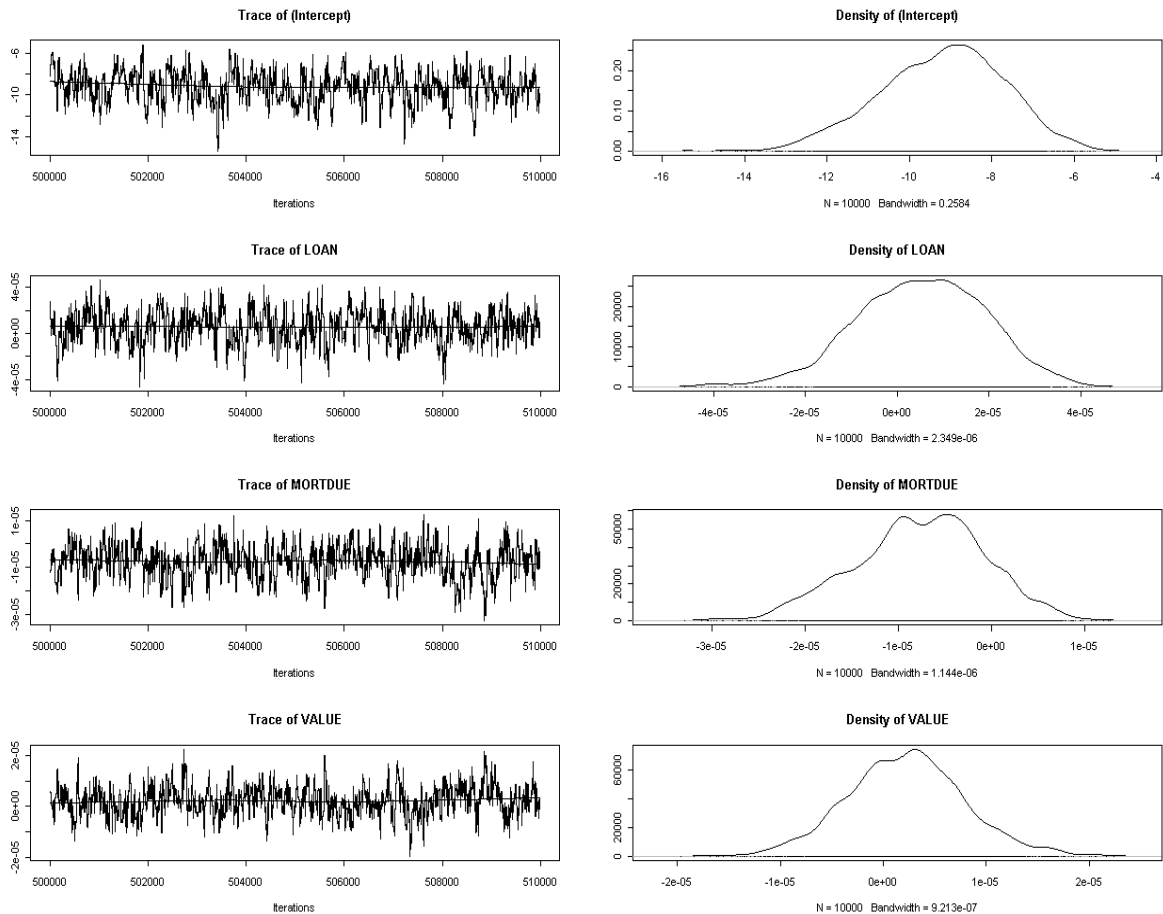 Trace of (Intercept)
-6
-10
-14
500000 502000 504000 506000 508000 510000
Iterations
Density of (Intercept)
0.20
0.10
0.00
-16 -14 -12 -10 -8 -6 -4
N = 10000 Bandwidth = 0.2584
Trace of LOAN
4e-05
0e+00
-4e-05
500000 502000 504000 506000 508000 510000
Iterations
Density of LOAN
20000
10000
0
-4e-05 -2e-05 0e+00 2e-05 4e-05
N = 10000 Bandwidth = 2.349e-06
Trace of MORTDUE
1e-05
-1e-05
-3e-05
500000 502000 504000 506000 508000 510000
Iterations
Density of MORTDUE
50000
20000
0
-3e-05 -2e-05 -1e-05 0e+00 1e-05
N = 10000 Bandwidth = 1.144e-06
Trace of VALUE
2e-05
0e+00
-2e-05
500000 502000 504000 506000 508000 510000
Iterations
Density of VALUE
60000
20000
0
-2e-05 -1e-05 0e+00 1e-05 2e-05
N = 10000 Bandwidth = 9.213e-07